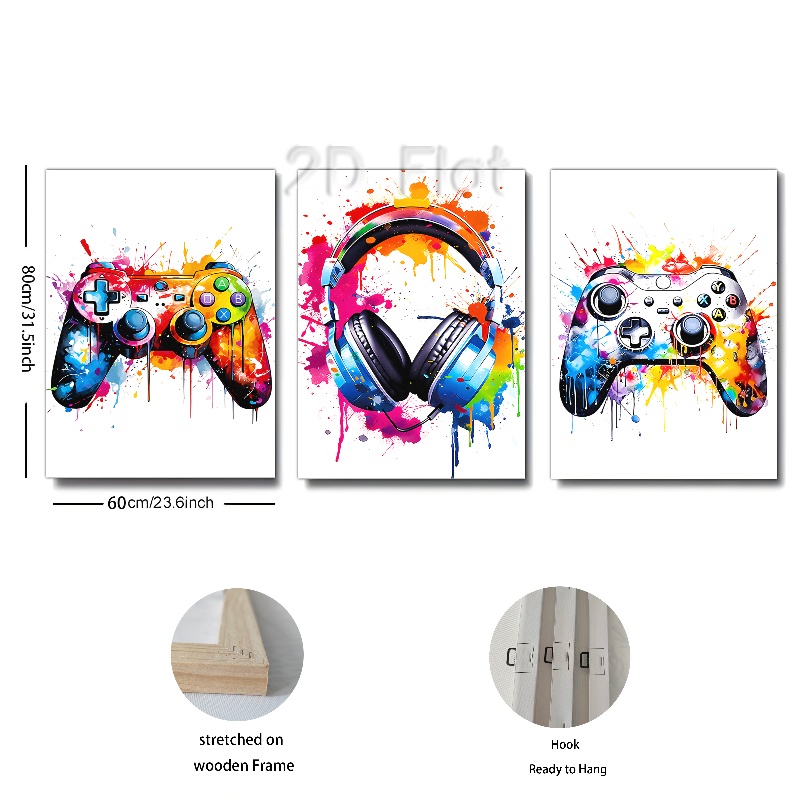 2D Flat
80cm/31.5inch
60cm/23.6inch
A
B
X
Y
X
B
A
stretched on
wooden Frame
Hook
Ready to Hang